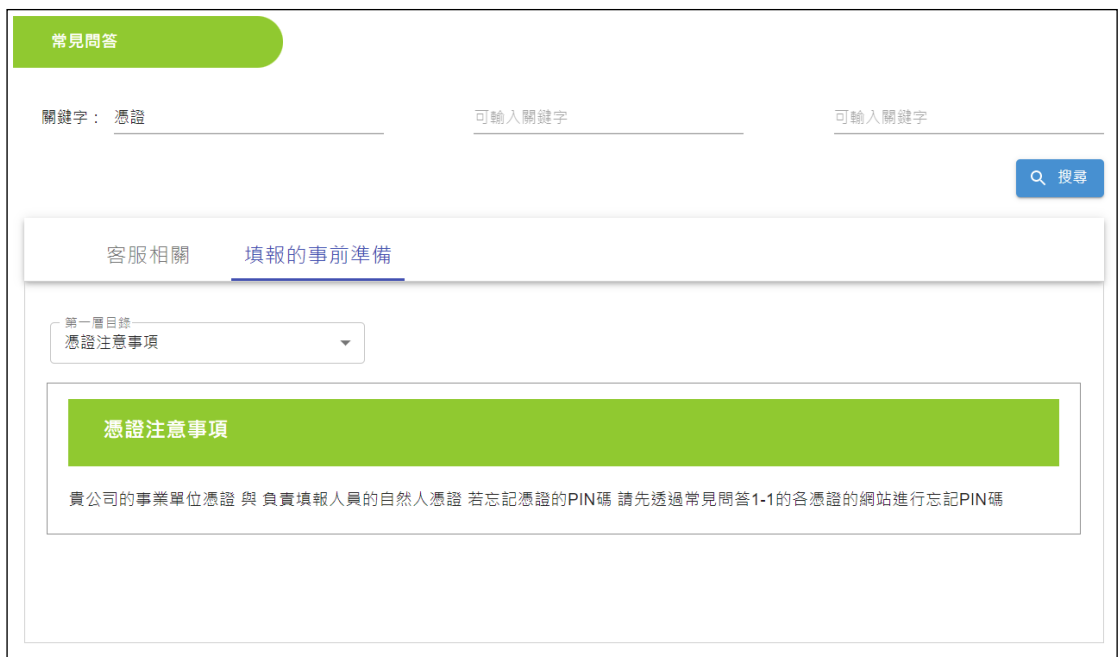 常見問答
關鍵字： 憑證 可輸入關鍵字 可輸入關鍵字
搜尋
客服相關 填報的事前準備
第一層目錄
憑證注意事項
憑證注意事項
貴公司的事業單位憑證 與 負責填報人員的自然人憑證 若忘記憑證的PIN碼 請先透過常見問答1-1的各憑證的網站進行忘記PIN碼